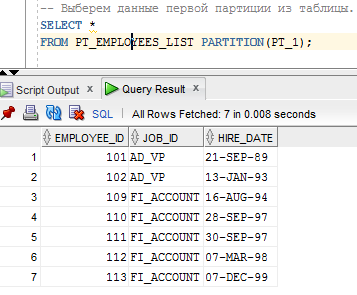 -- Выберем данные первой партиции из таблицы.
SELECT *
FROM PT_EMPLOYEES_LIST PARTITION(PT_1);
Script Output × Query Result ×
SQL | All Rows Fetched: 7 in 0.008 seconds
EMPLOYEE_ID JOB_ID HIRE_DATE
1 101 AD_VP 21-SEP-89
2 102 AD_VP 13-JAN-93
3 109 FI_ACCOUNT 16-AUG-94
4 110 FI_ACCOUNT 28-SEP-97
5 111 FI_ACCOUNT 30-SEP-97
6 112 FI_ACCOUNT 07-MAR-98
7 113 FI_ACCOUNT 07-DEC-99